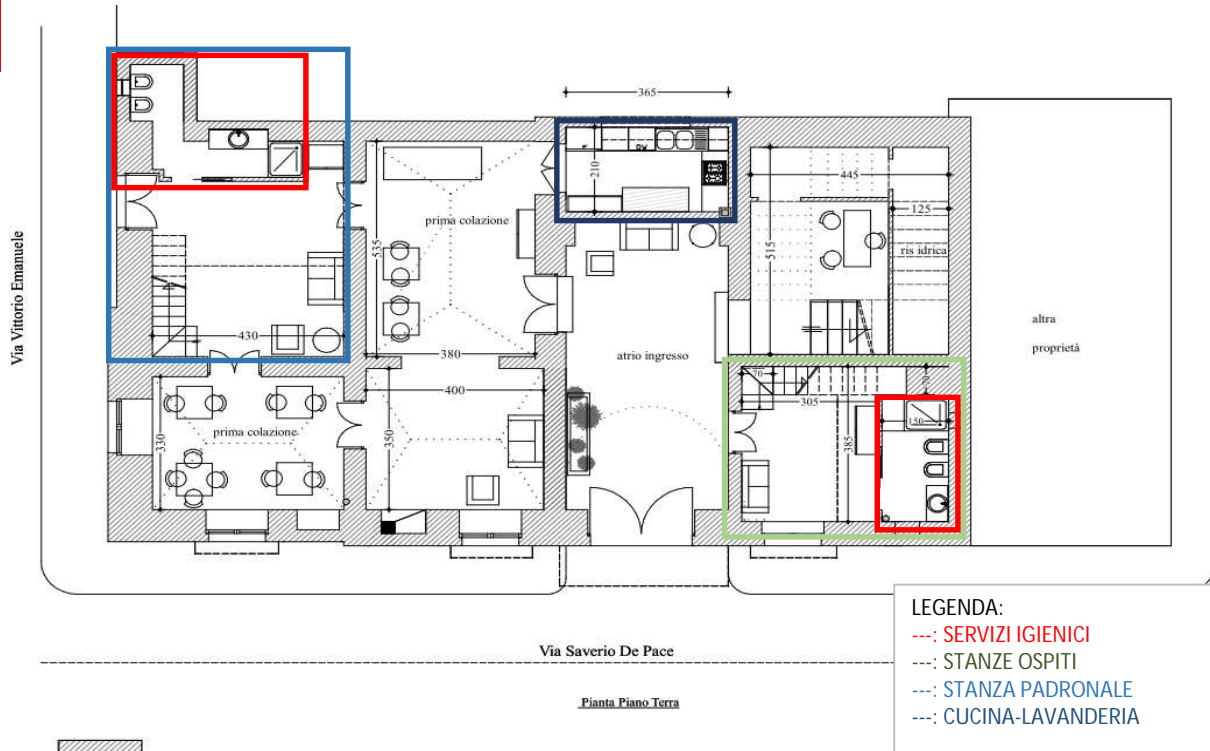 365
210
DW
445
125
515
ris idrica
prima colazione
535
380
430
Via Vittorio Emanuele
altra
proprietà
atrio ingresso
400
350
prima colazione
330
70
305
70
150
385
LEGENDA:
---: SERVIZI IGIENICI
---: STANZE OSPITI
---: STANZA PADRONALE
---: CUCINA-LAVANDERIA
Via Saverio De Pace
Pianta Piano Terra